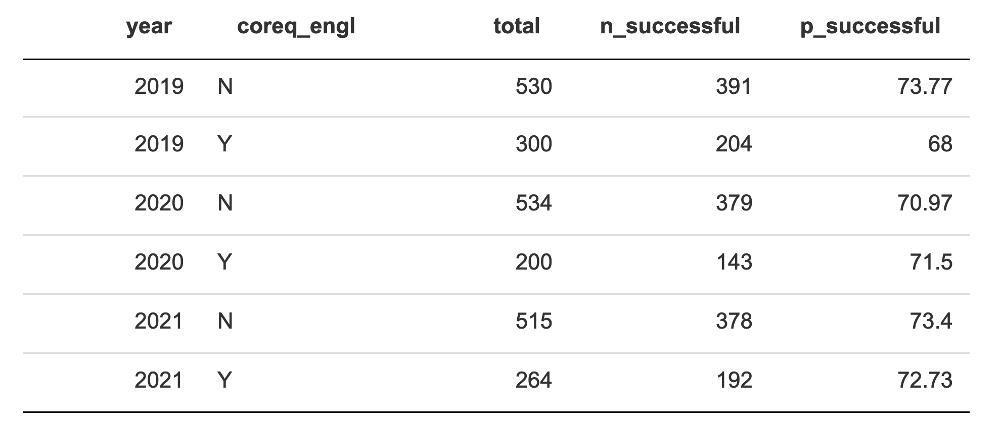 year coreq_engl total n_successful p_successful
2019 N 530 391 73.77
2019 Y 300 204 68
2020 N 534 379 70.97
2020 Y 200 143 71.5
2021 N 515 378 73.4
2021 Y 264 192 72.73